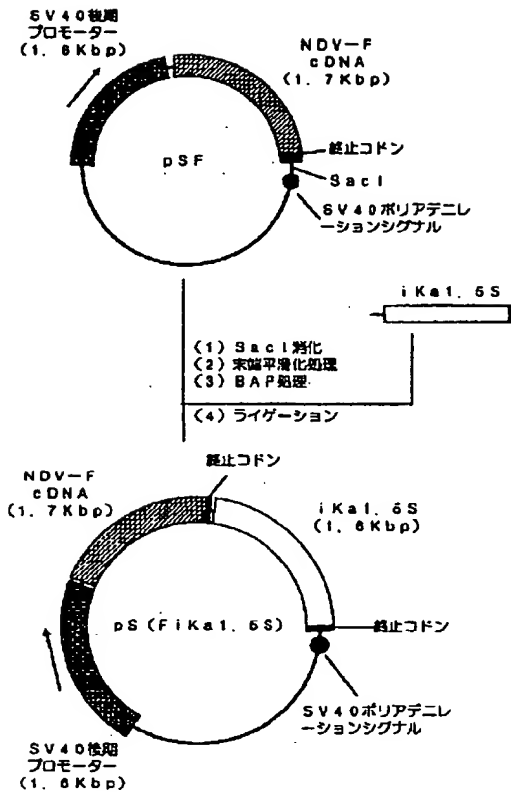 SV40後期
プロモーター
(1.6Kbp)
NDV-F
cDNA
(1.7Kbp)
pSF
終止コドン
SacI
SV40ポリアデニレ
ーションシグナル
iKa1.5S
(1) SacI消化
(2) 末端平滑化処理
(3) BAP処理
(4) ライゲーション
終止コドン
NDV-F
cDNA
(1.7Kbp)
iKa1.5S
(1.6Kbp)
pS(FiKa1.5S)
終止コドン
SV40ポリアデニレ
ーションシグナル
SV40後期
プロモーター
(1.6Kbp)